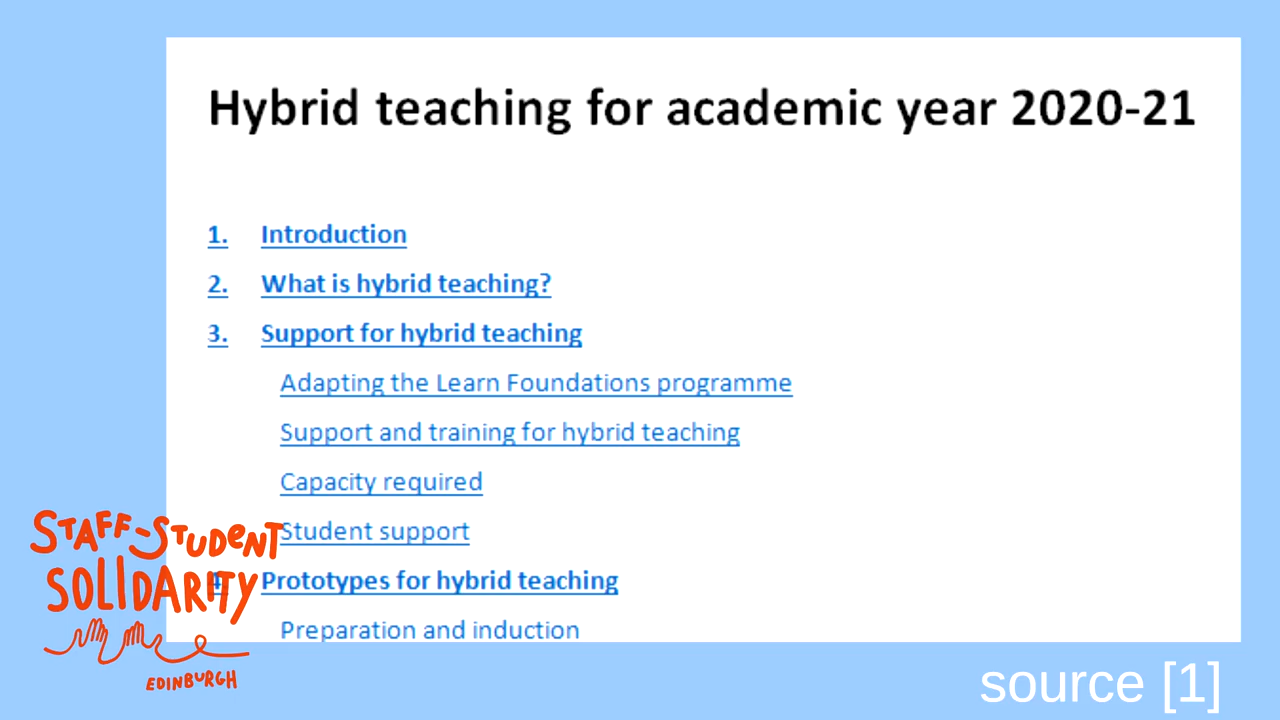 Hybrid teaching for academic year 2020-21
1. Introduction
2. What is hybrid teaching?
3. Support for hybrid teaching
Adapting the Learn Foundations programme
Support and training for hybrid teaching
Capacity required
Student support
4. Prototypes for hybrid teaching
Preparation and induction
STAFF-STUDENT
SOLIDARITY
EDINBURGH
source [1]